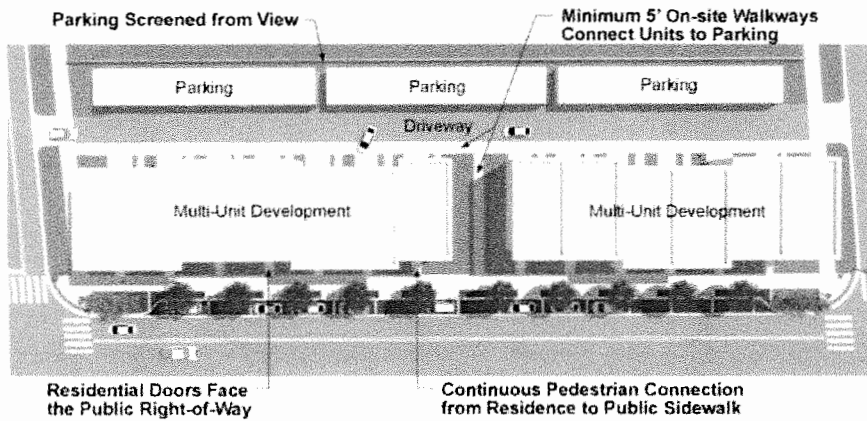 Parking Screened from View
Minimum 5' On-site Walkways
Connect Units to Parking
Parking
Parking
Parking
Driveway
Multi-Unit Development
Multi-Unit Development
Residential Doors Face
the Public Right-of-Way
Continuous Pedestrian Connection
from Residence to Public Sidewalk